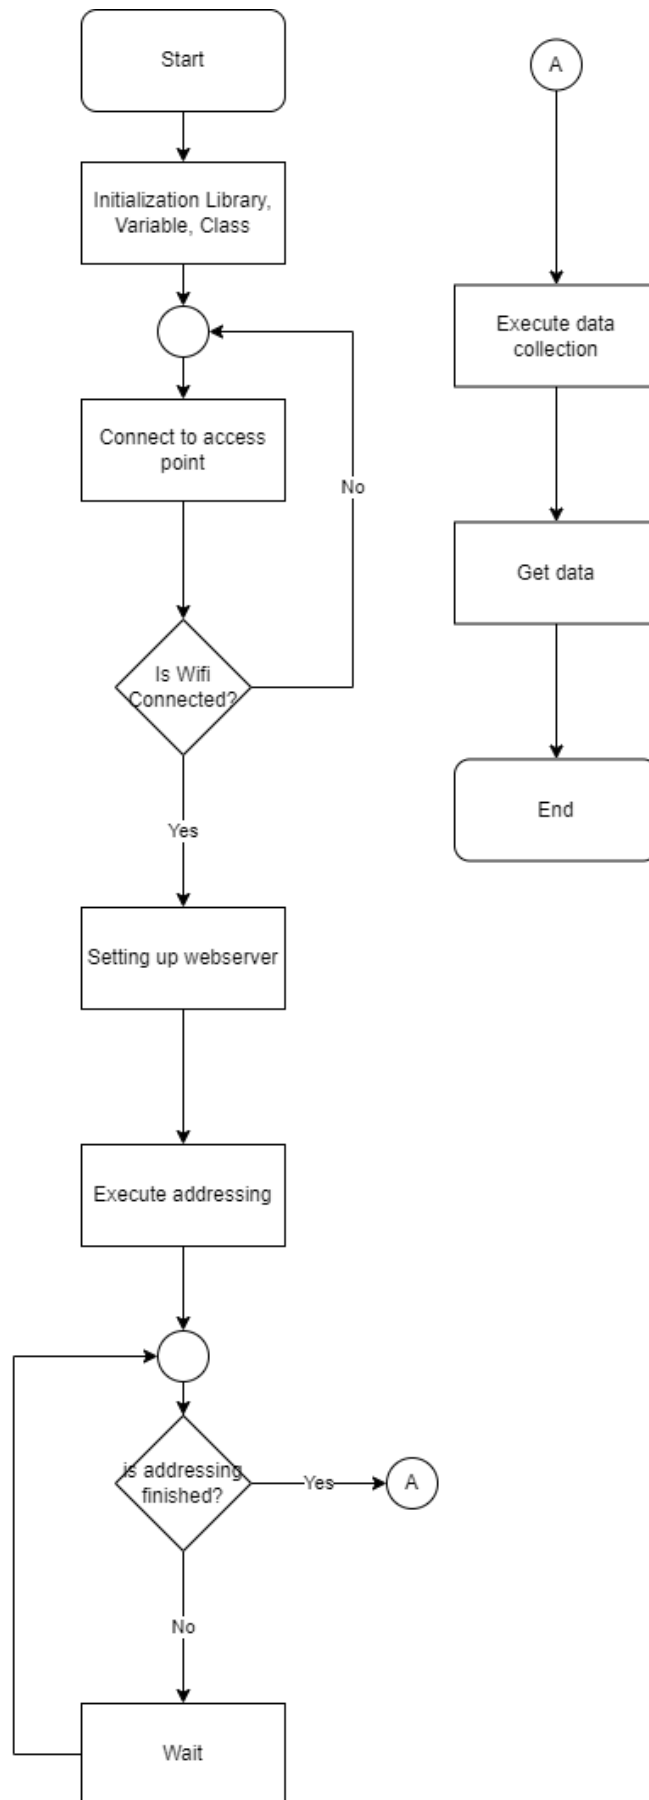 Start
Initialization Library,
Variable, Class
Connect to access
point
No
Is Wifi
Connected?
Yes
Setting up webserver
Execute addressing
is addressing
finished?
Yes
A
No
Wait
A
Execute data
collection
Get data
End